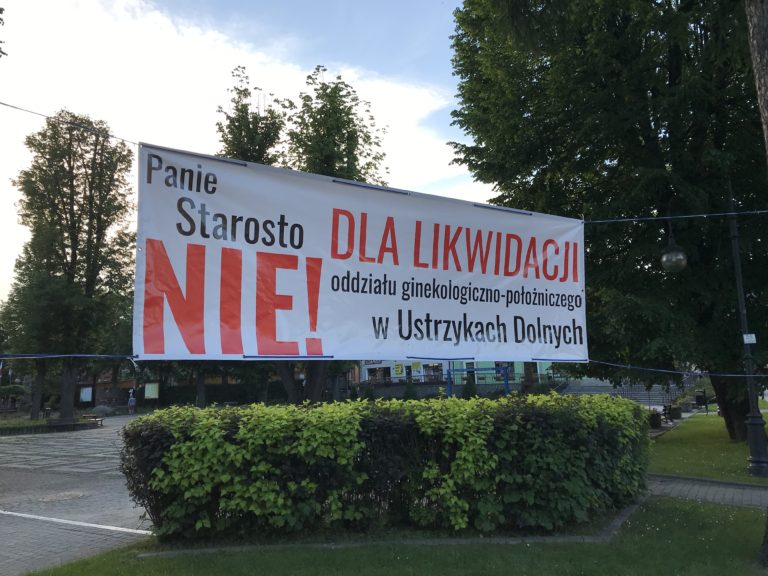 Panie
Starosto
NIE!
DLA LIKWIDACJI
oddziału ginekologiczno-położniczego
w Ustrzykach Dolnych